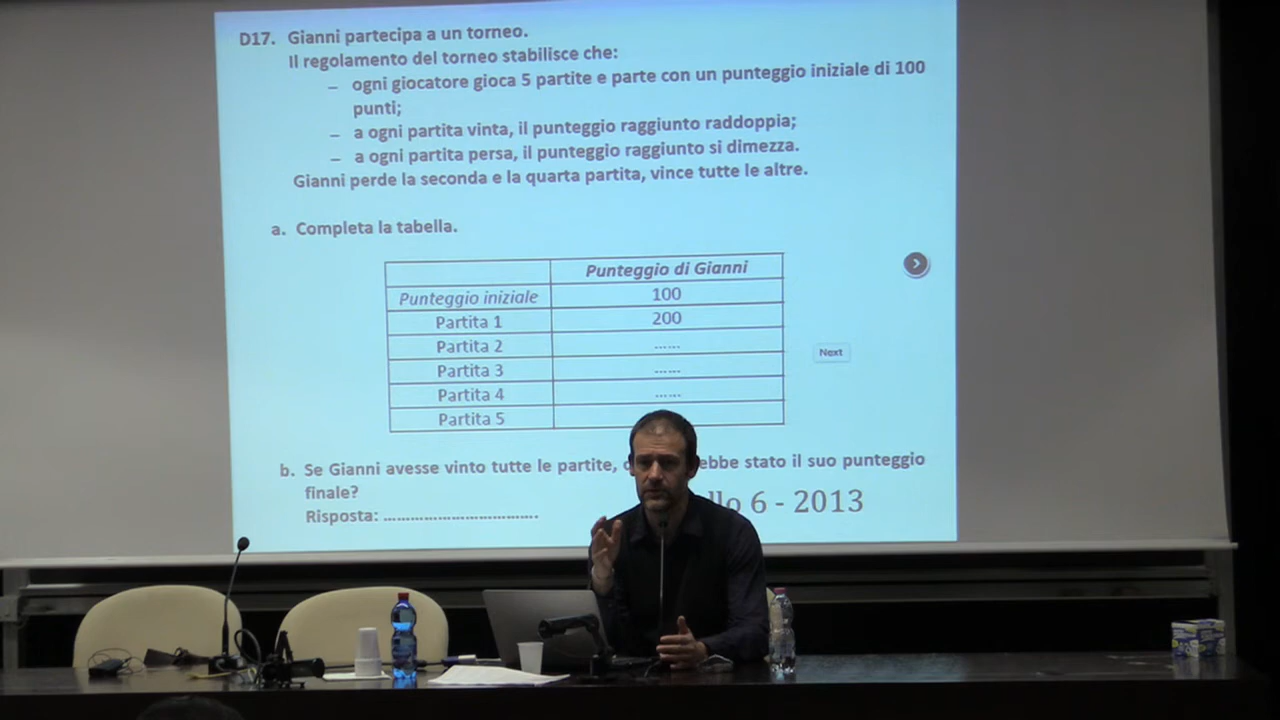 D17. Gianni partecipa a un torneo.
Il regolamento del torneo stabilisce che:
– ogni giocatore gioca 5 partite e parte con un punteggio iniziale di 100
punti;
– a ogni partita vinta, il punteggio raggiunto raddoppia;
– a ogni partita persa, il punteggio raggiunto si dimezza.
Gianni perde la seconda e la quarta partita, vince tutte le altre.
a. Completa la tabella.
Punteggio di Gianni
Punteggio iniziale 100
Partita 1 200
Partita 2 ......
Partita 3 ......
Partita 4 ......
Partita 5
Next
b. Se Gianni avesse vinto tutte le partite, stato il suo punteggio
finale?
6 - 2013
Risposta: ..................................